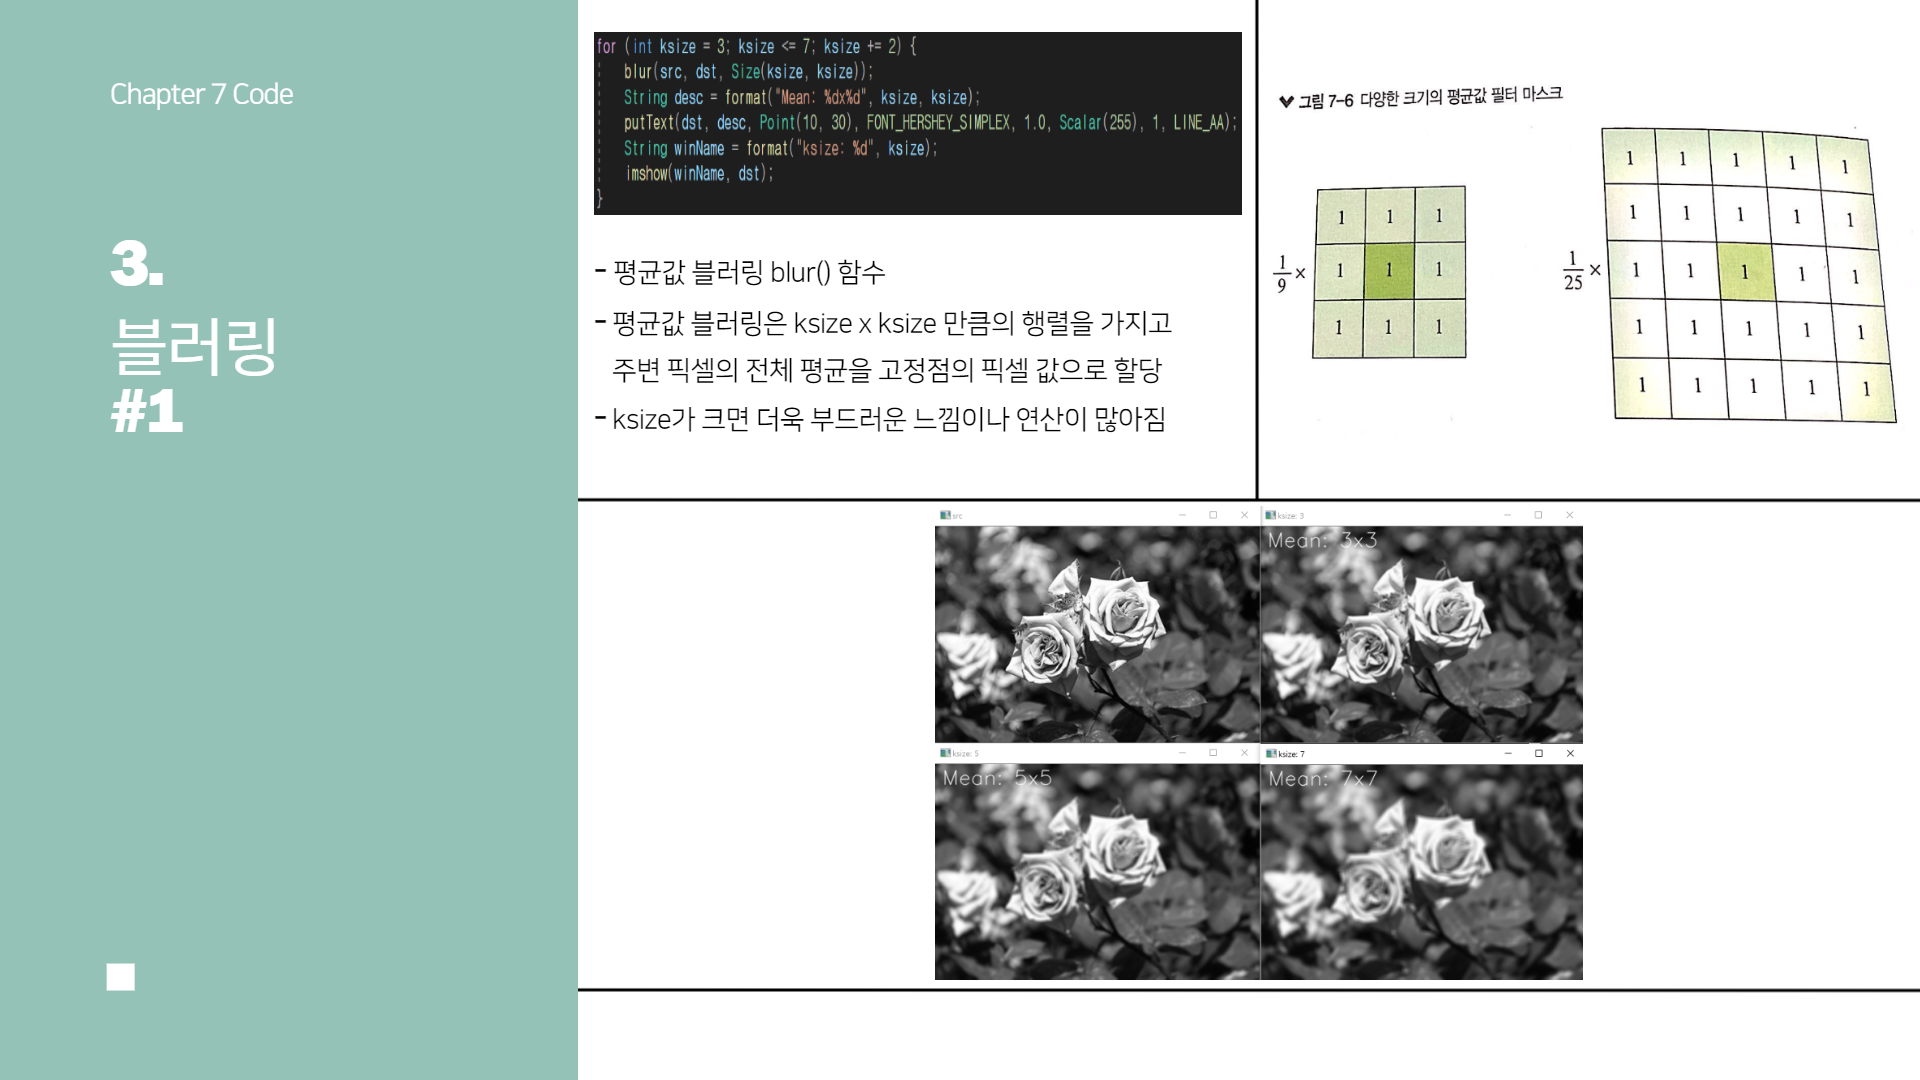 Chapter 7 Code
3.
블러링
#1
for (int ksize = 3; ksize <= 7; ksize += 2) {
blur(src, dst, Size(ksize, ksize));
String desc = format("Mean: %dx%d", ksize, ksize);
putText(dst, desc, Point(10, 30), FONT_HERSHEY_SIMPLEX, 1.0, Scalar(255), 1, LINE_AA);
String winName = format("ksize: %d", ksize);
imshow(winName, dst);
}
- 평균값 블러링 blur() 함수
- 평균값 블러링은 ksize x ksize 만큼의 행렬을 가지고
주변 픽셀의 전체 평균을 고정점의 픽셀 값으로 할당
- ksize가 크면 더욱 부드러운 느낌이나 연산이 많아짐
그림 7-6 다양한 크기의 평균값 필터 마스크
1 1 1
1/9 × 1 1 1
1 1 1
1 1 1 1 1
1 1 1 1 1
1/25 × 1 1 1 1 1
1 1 1 1 1
1 1 1 1 1
src
ksize: 3
Mean: 3x3
ksize: 5
Mean: 5x5
ksize: 7
Mean: 7x7